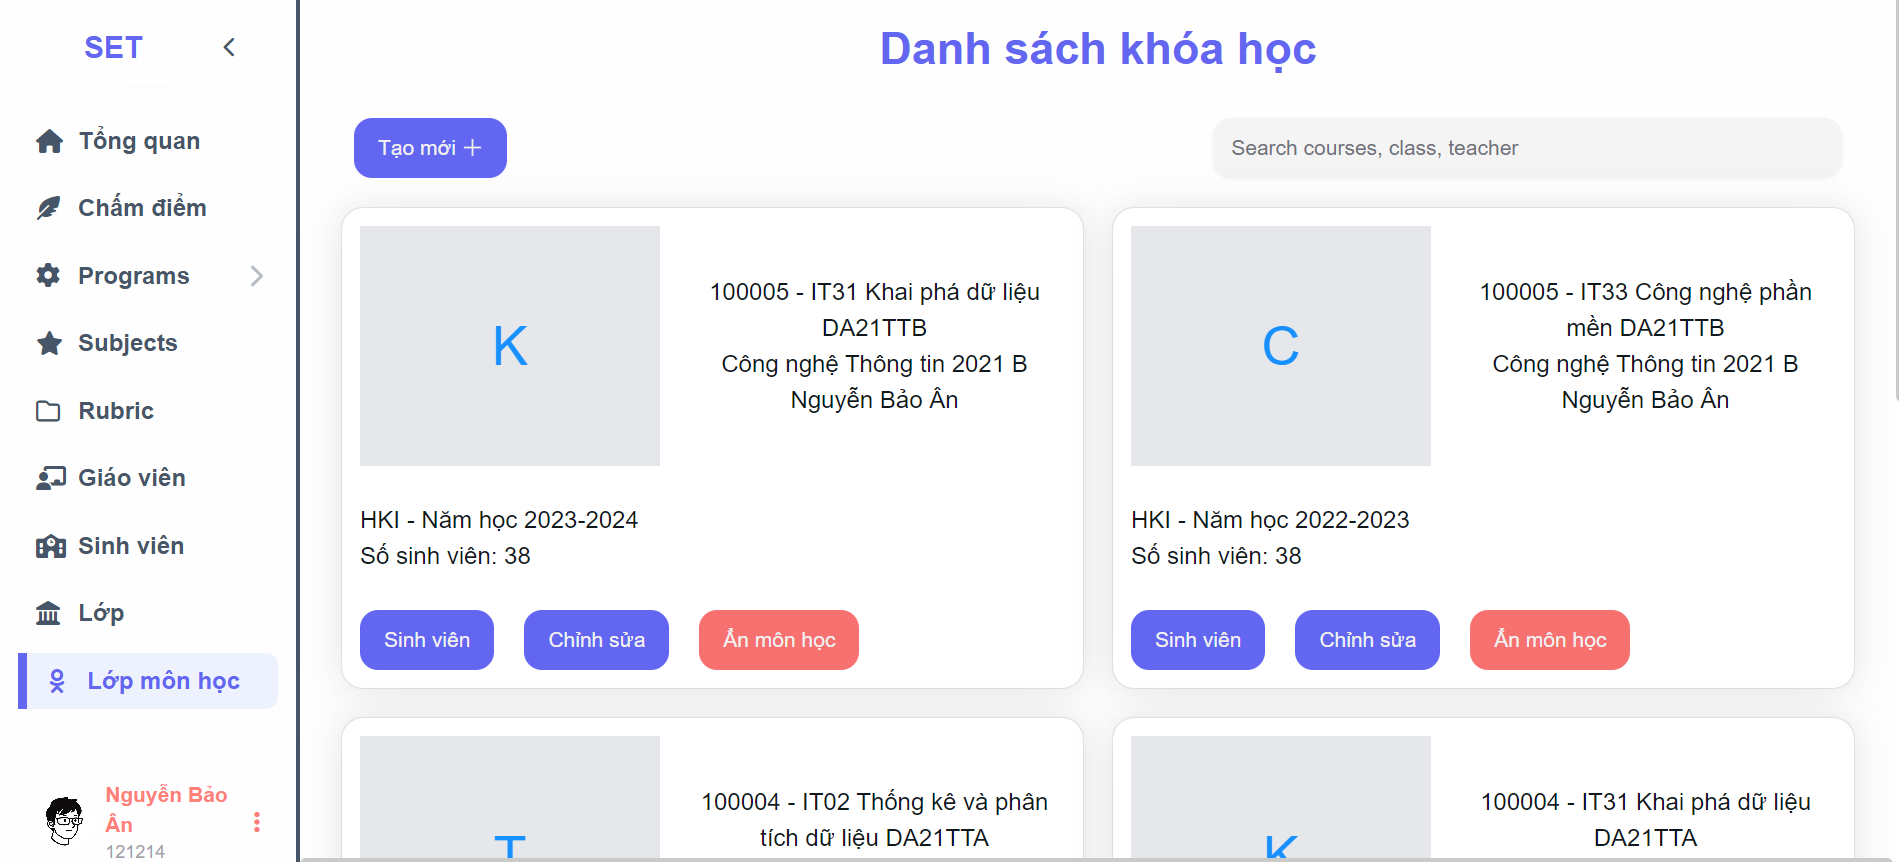 SET
Tổng quan
Chấm điểm
Programs
Subjects
Rubric
Giáo viên
Sinh viên
Lớp
Lớp môn học
Nguyễn Bảo
Ân
121214
Danh sách khóa học
Tạo mới
Search courses, class, teacher
K
100005 - IT31 Khai phá dữ liệu
DA21TTB
Công nghệ Thông tin 2021 B
Nguyễn Bảo Ân
HKI - Năm học 2023-2024
Số sinh viên: 38
Sinh viên
Chỉnh sửa
Ẩn môn học
C
100005 - IT33 Công nghệ phần
mền DA21TTB
Công nghệ Thông tin 2021 B
Nguyễn Bảo Ân
HKI - Năm học 2022-2023
Số sinh viên: 38
Sinh viên
Chỉnh sửa
Ẩn môn học
T
100004 - IT02 Thống kê và phân
tích dữ liệu DA21TTA
K
100004 - IT31 Khai phá dữ liệu
DA21TTA